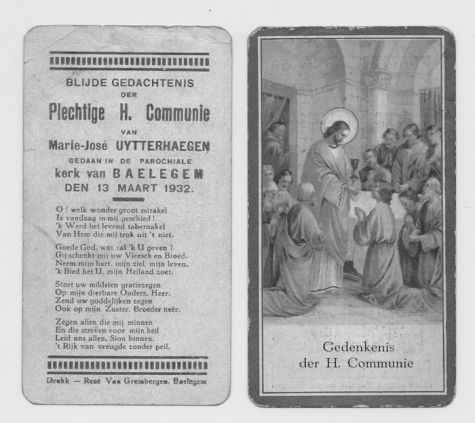 BLIJDE GEDACHTENIS
DER
Plechtige H. Communie
VAN
Marie-José UYTTERHAEGEN
GEDAAN IN DE PAROCHIALE
kerk van BAELEGEM
DEN 13 MAART 1932.
O ! welk wonder groot mirakel
Is vandaag in mij geschied !
'k Werd het levend tabernakel
Van Hem die mij trok uit 't niet.
Goede God, wat zal 'k U geven ?
Gij schenkt mij uw Vleesch en Bloed.
Neem mijn hart, mijn ziel, mijn leven.
'k Bied het U, mijn Heiland zoet.
Stort uw mildsten gratiezegen
Op mijn dierbare Ouders, Heer.
Zend uw goddelijken zegen
Ook op mijn Zuster, Broeder neêr.
Zegen allen die mij minnen
En die streven voor mijn heil
Leid ons allen, Sion binnen.
't Rijk van vreugde zonder peil.
Drukk — René Van Grembergen, Baelegem
Gedenkenis
der H. Communie